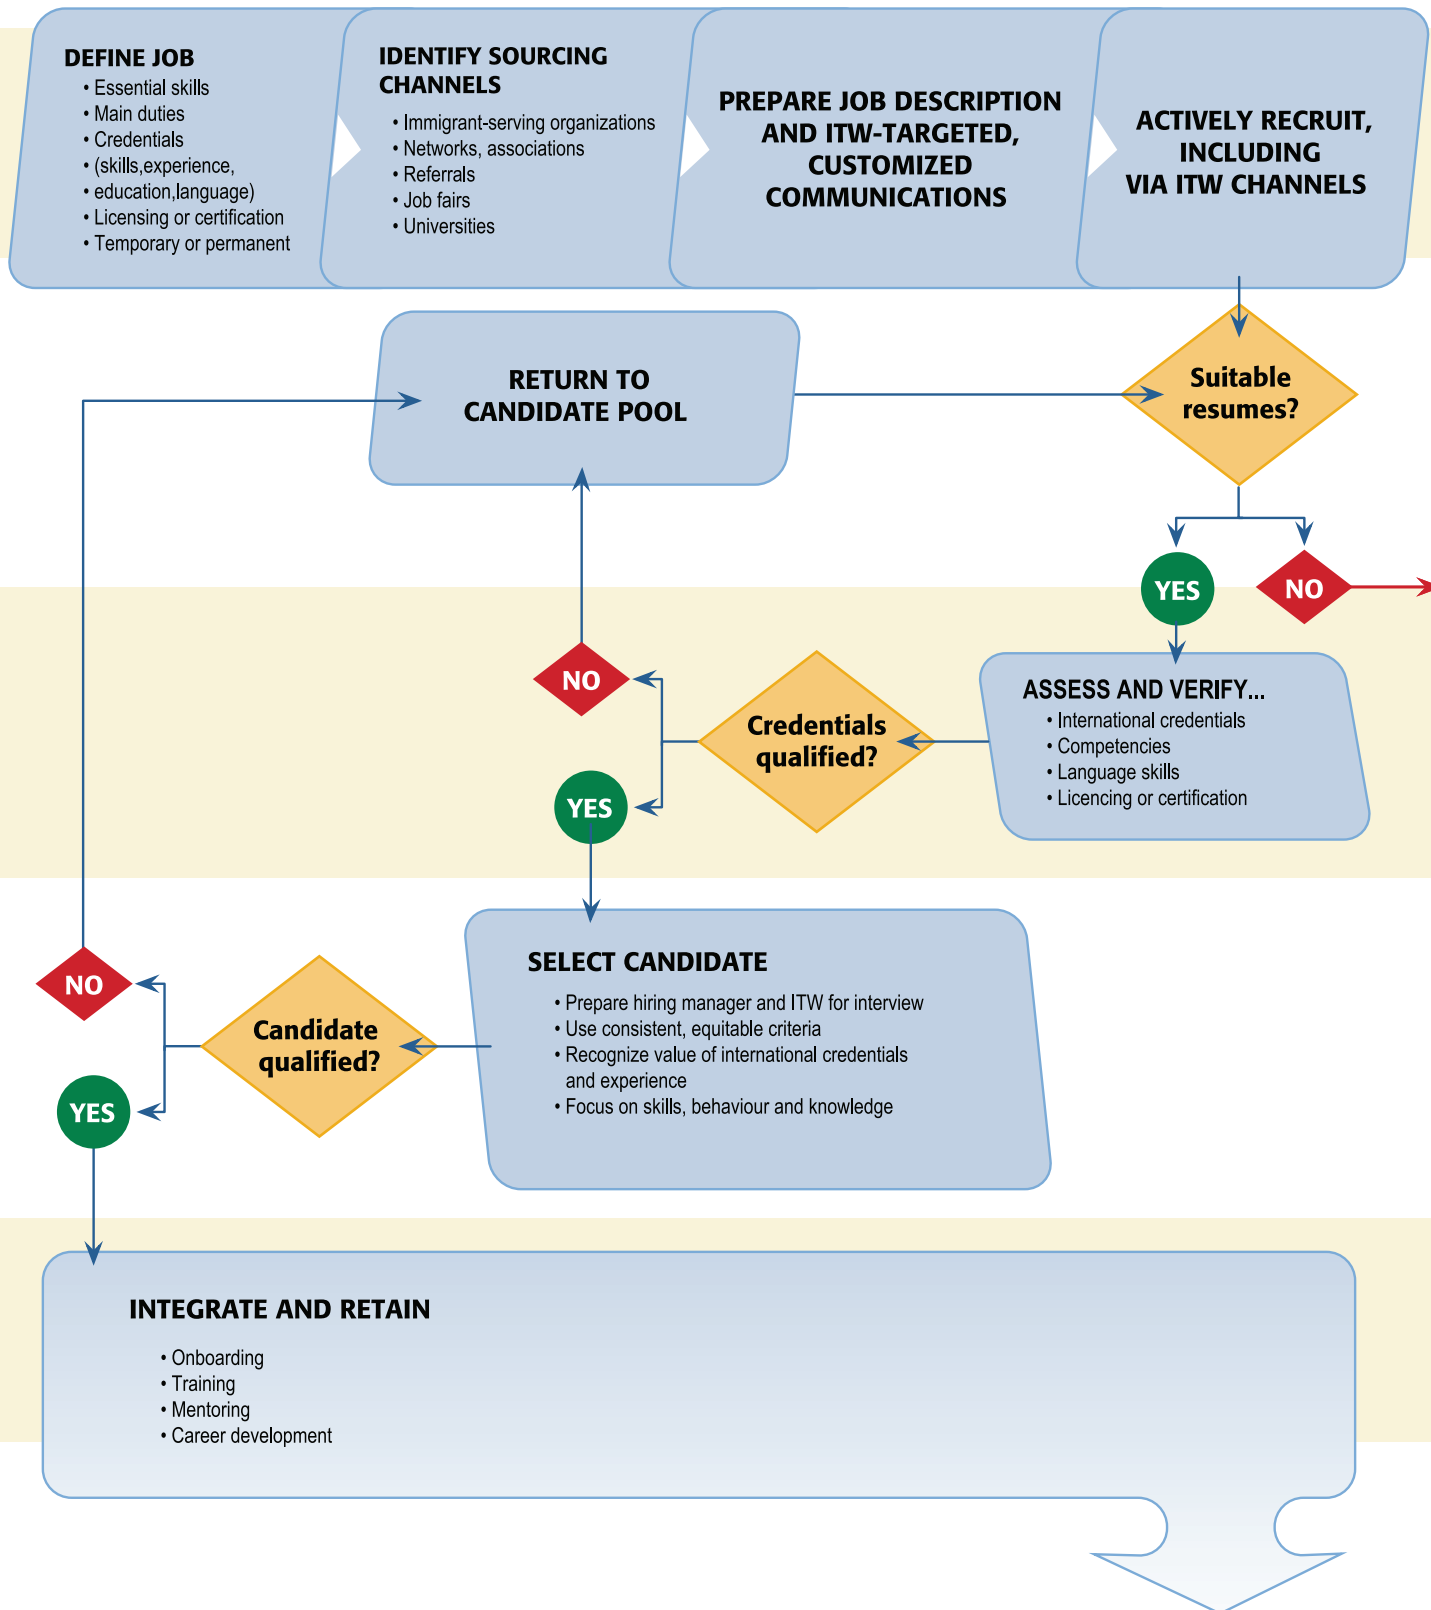 DEFINE JOB
• Essential skills
• Main duties
• Credentials
• (skills,experience,
• education,language)
• Licensing or certification
• Temporary or permanent
IDENTIFY SOURCING
CHANNELS
• Immigrant-serving organizations
• Networks, associations
• Referrals
• Job fairs
• Universities
PREPARE JOB DESCRIPTION
AND ITW-TARGETED,
CUSTOMIZED
COMMUNICATIONS
ACTIVELY RECRUIT,
INCLUDING
VIA ITW CHANNELS
RETURN TO
CANDIDATE POOL
Suitable
resumes?
YES
NO
ASSESS AND VERIFY...
• International credentials
• Competencies
• Language skills
• Licencing or certification
Credentials
qualified?
NO
YES
SELECT CANDIDATE
• Prepare hiring manager and ITW for interview
• Use consistent, equitable criteria
• Recognize value of international credentials
and experience
• Focus on skills, behaviour and knowledge
Candidate
qualified?
NO
YES
INTEGRATE AND RETAIN
• Onboarding
• Training
• Mentoring
• Career development